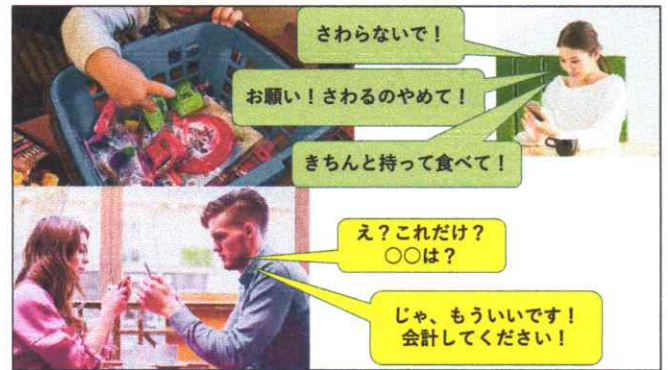 さわらないで！
お願い！さわるのやめて！
きちんと持って食べて！
え？これだけ？
○○は？
じゃ、もういいです！
会計してください！